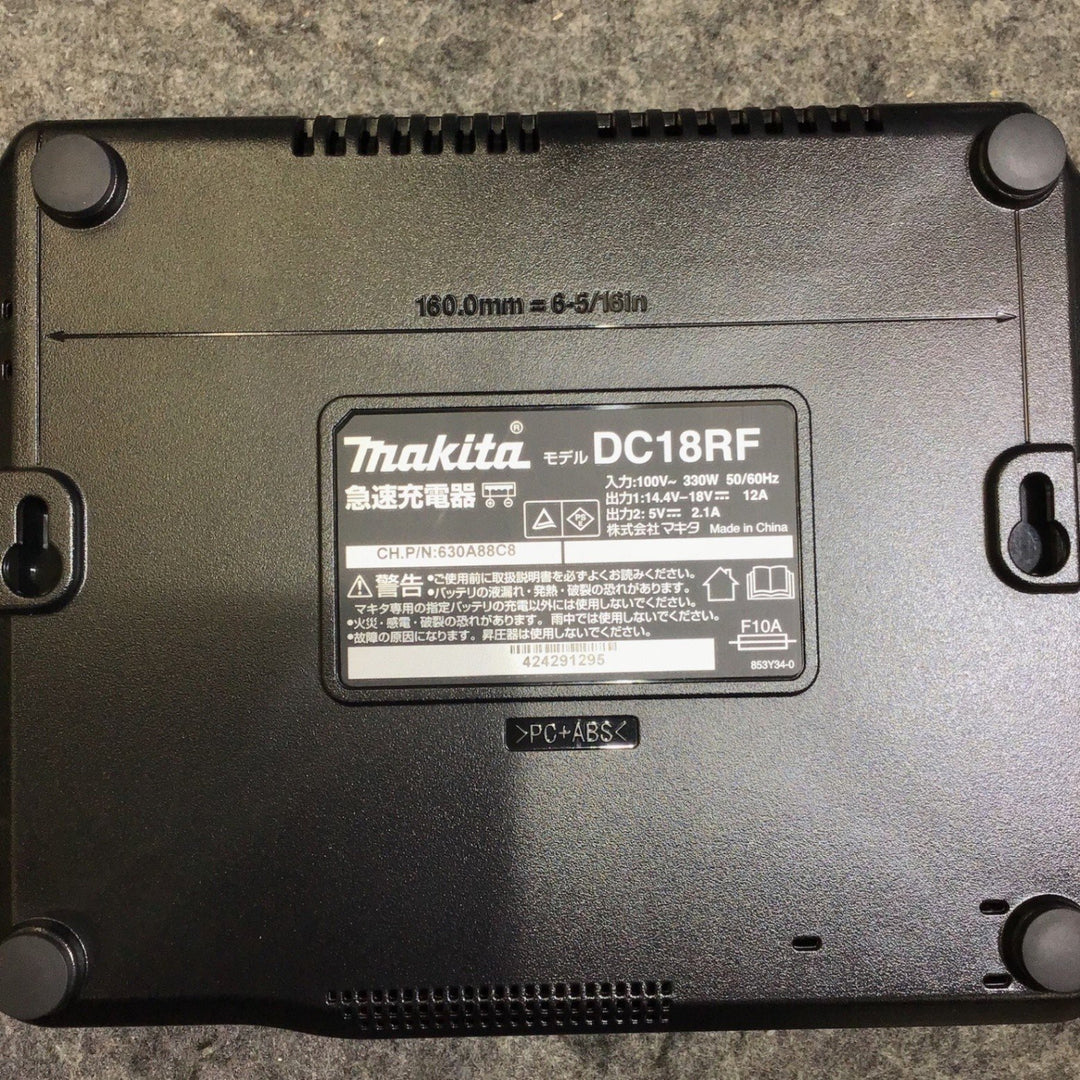 160.0mm = 6-5/16in
makita® モデル DC18RF
急速充電器
入力:100V~ 330W 50/60Hz
出力1:14.4V-18V⎓ 12A
出力2: 5V⎓ 2.1A
株式会社マキタ Made in China
PS E
CH.P/N:630A88C8
⚠警告
•ご使用前に取扱説明書を必ずよくお読みください。
•バッテリの液漏れ・発熱・破裂の恐れがあります。
マキタ専用の指定バッテリの充電以外には使用しないでください。
•火災・感電・破裂の恐れがあります。雨中では使用しないでください。
•故障の原因になります。昇圧器は使用しないでください。
F10A
424291295
853Y34-0
>PC+ABS<